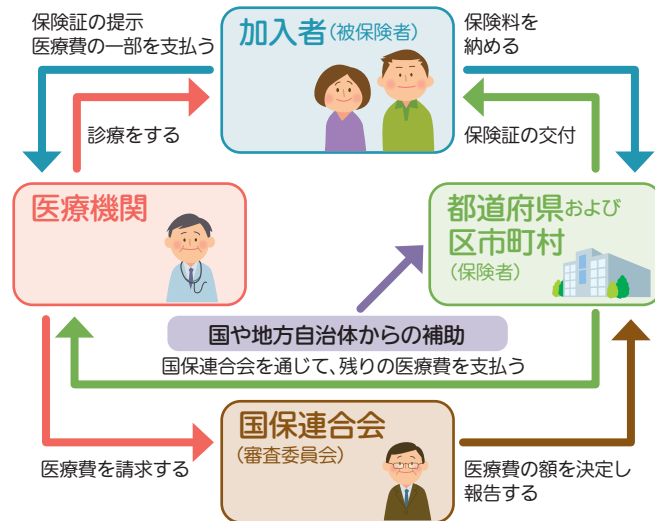 保険証の提示
医療費の一部を支払う
加入者(被保険者)
保険料を
納める
診療をする
保険証の交付
医療機関
都道府県および
区市町村
(保険者)
国や地方自治体からの補助
国保連合会を通じて、残りの医療費を支払う
国保連合会
(審査委員会)
医療費を請求する
医療費の額を決定し
報告する